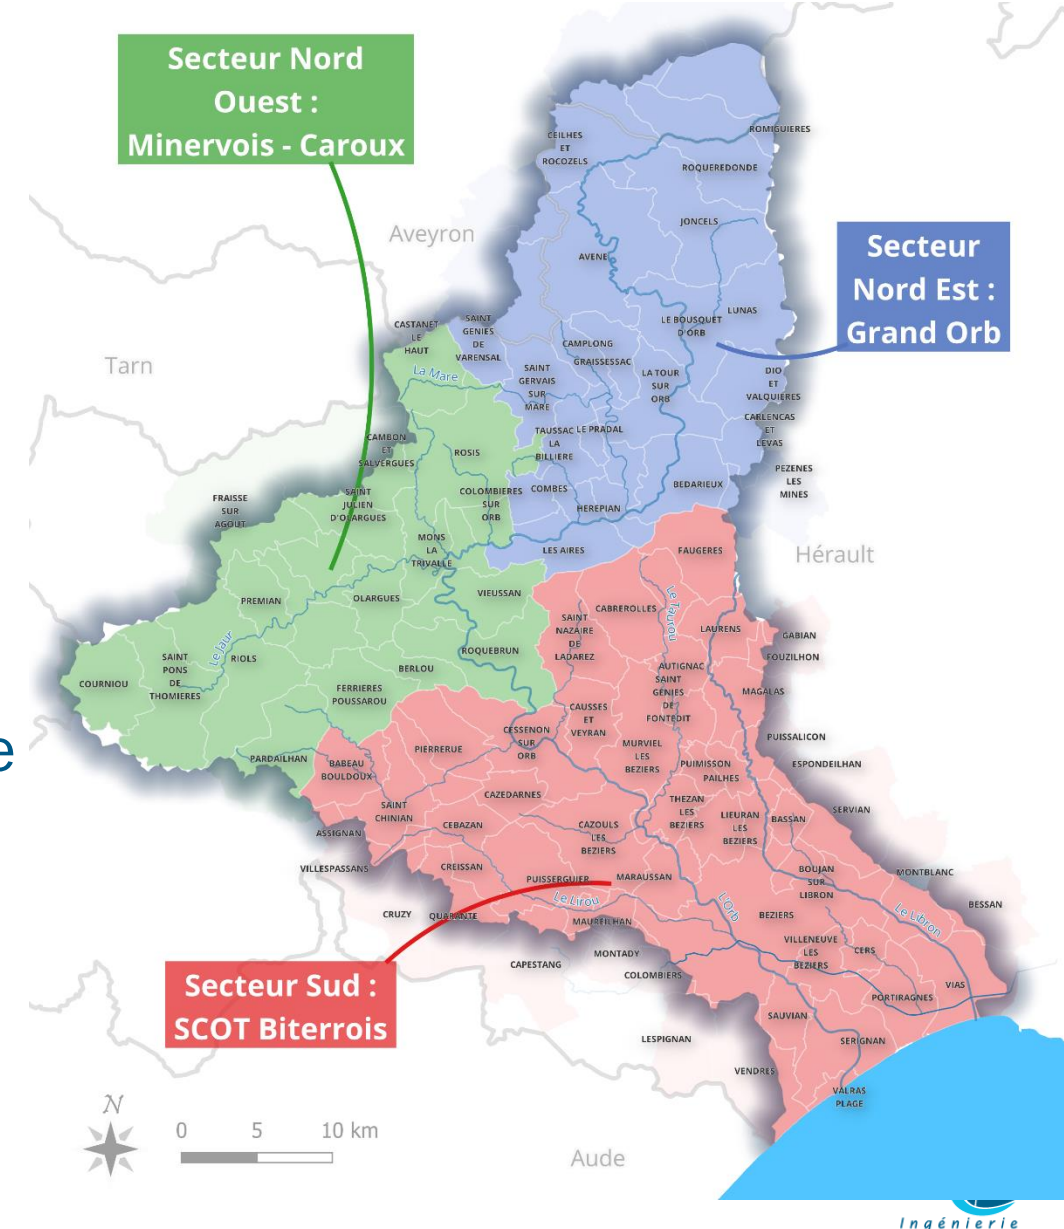 Secteur Nord
Ouest :
Minervois - Caroux
Secteur
Nord Est :
Grand Orb
Secteur Sud :
SCOT Biterrois
Aveyron
Tarn
Hérault
Aude
ROMIGUIERES
CEILHES
ET
ROCOZELS
ROQUEREDONDE
JONCELS
AVENE
LUNAS
LE BOUSQUET
D'ORB
CASTANET
LE
HAUT
SAINT
GENIES
DE
VARENSAL
CAMPLONG
GRAISSESSAC
La Mare
SAINT
GERVAIS
SUR
MARE
LA TOUR
SUR
ORB
DIO
ET
VALQUIERES
CARLENCAS
ET
LEVAS
TAUSSAC
LA
BILLIERE
LE PRADAL
CAMBON
ET
SALVERGUES
ROSIS
PEZENES
LES
MINES
BEDARIEUX
FRAISSE
SUR
AGOUT
SAINT
JULIEN
D'OLARGUES
COLOMBIERES
SUR
ORB
COMBES
HEREPIAN
MONS
LA
TRIVALLE
LES AIRES
FAUGERES
PREMIAN
OLARGUES
VIEUSSAN
CABREROLLES
Le Taurou
SAINT
NAZAIRE
DE
LADAREZ
LAURENS
GABIAN
FOUZILHON
Le Jaur
RIOLS
SAINT
PONS
DE
THOMIERES
COURNIOU
ROQUEBRUN
BERLOU
FERRIERES
POUSSAROU
AUTIGNAC
SAINT
GENIES
DE
FONTEDIT
MAGALAS
CAUSSES
ET
VEYRAN
CESSENON
SUR
ORB
PUISSALICON
PIERRERUE
MURVIEL
LES
BEZIERS
PUIMISSON
PAILHES
ESPONDEILHAN
e
PARDAILHAN
BABEAU
BOULDOUX
SAINT
CHINIAN
CAZEDARNES
THEZAN
LES
BEZIERS
LIEURAN
LES
BEZIERS
BASSAN
SERVIAN
ASSIGNAN
CEBAZAN
CAZOULS
LES
BEZIERS
VILLESPASSANS
CREISSAN
PUISSERGUIER
MARAUSSAN
BOUJAN
SUR
LIBRON
MONTBLANC
BESSAN
CRUZY
QUARANTE
Le Lirou
MAUREILHAN
L'Orb
BEZIERS
Le Libron
MONTADY
CAPESTANG
COLOMBIERS
VILLENEUVE
LES
BEZIERS
CERS
VIAS
PORTIRAGNES
SAUVIAN
LESPIGNAN
SERIGNAN
VENDRES
VALRAS
PLAGE
N
0 5 10 km
Ingénierie